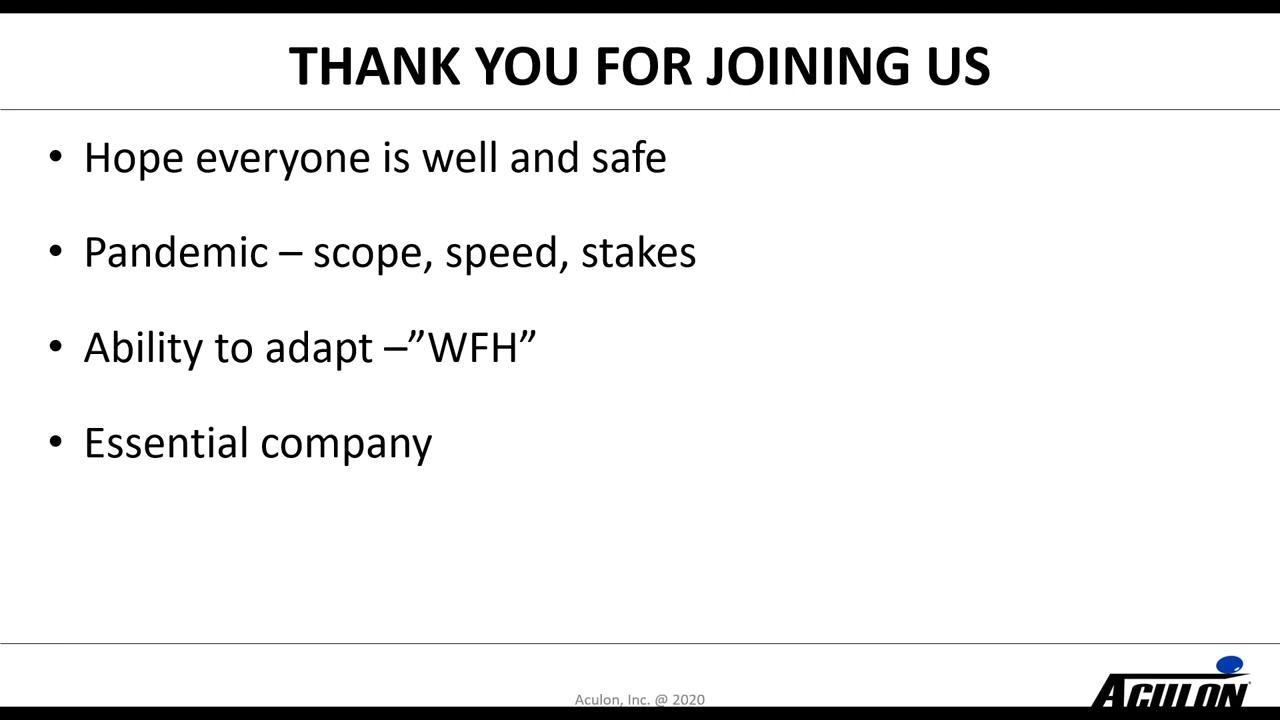 THANK YOU FOR JOINING US
• Hope everyone is well and safe
• Pandemic – scope, speed, stakes
• Ability to adapt –”WFH”
• Essential company
Aculon, Inc. @ 2020
ACULON